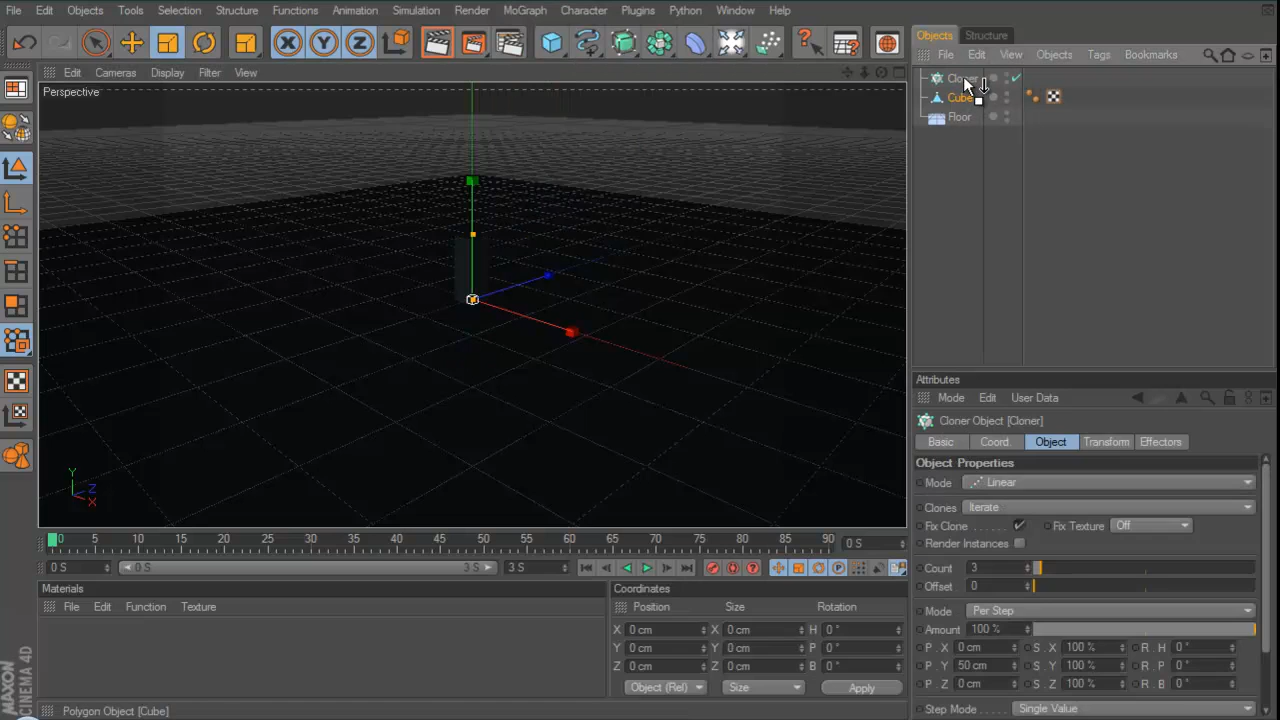 File Edit Objects Tools Selection Structure Functions Animation Simulation Render MoGraph Character Plugins Python Window Help
Objects Structure
File Edit View Objects Tags Bookmarks
Edit Cameras Display Filter View
Perspective
Cloner
Cube
Floor
Y
Z
X
Attributes
Mode Edit User Data
Cloner Object [Cloner]
Basic Coord. Object Transform Effectors
Object Properties
Mode Linear
Clones Iterate
Fix Clone Fix Texture Off
Render Instances
Count 3
Offset 0
Mode Per Step
Amount 100 %
P . X 0 cm S . X 100 % R . H 0 °
P . Y 50 cm S . Y 100 % R . P 0 °
P . Z 0 cm S . Z 100 % R . B 0 °
Step Mode Single Value
0 5 10 15 20 25 30 35 40 45 50 55 60 65 70 75 80 85 90 0 S
0 S 0 S 3 S 3 S
Materials
File Edit Function Texture
Coordinates
Position Size Rotation
X 0 cm X 0 cm H 0 °
Y 0 cm Y 0 cm P 0 °
Z 0 cm Z 0 cm B 0 °
Object (Rel) Size Apply
MAXON
CINEMA 4D
Polygon Object [Cube]